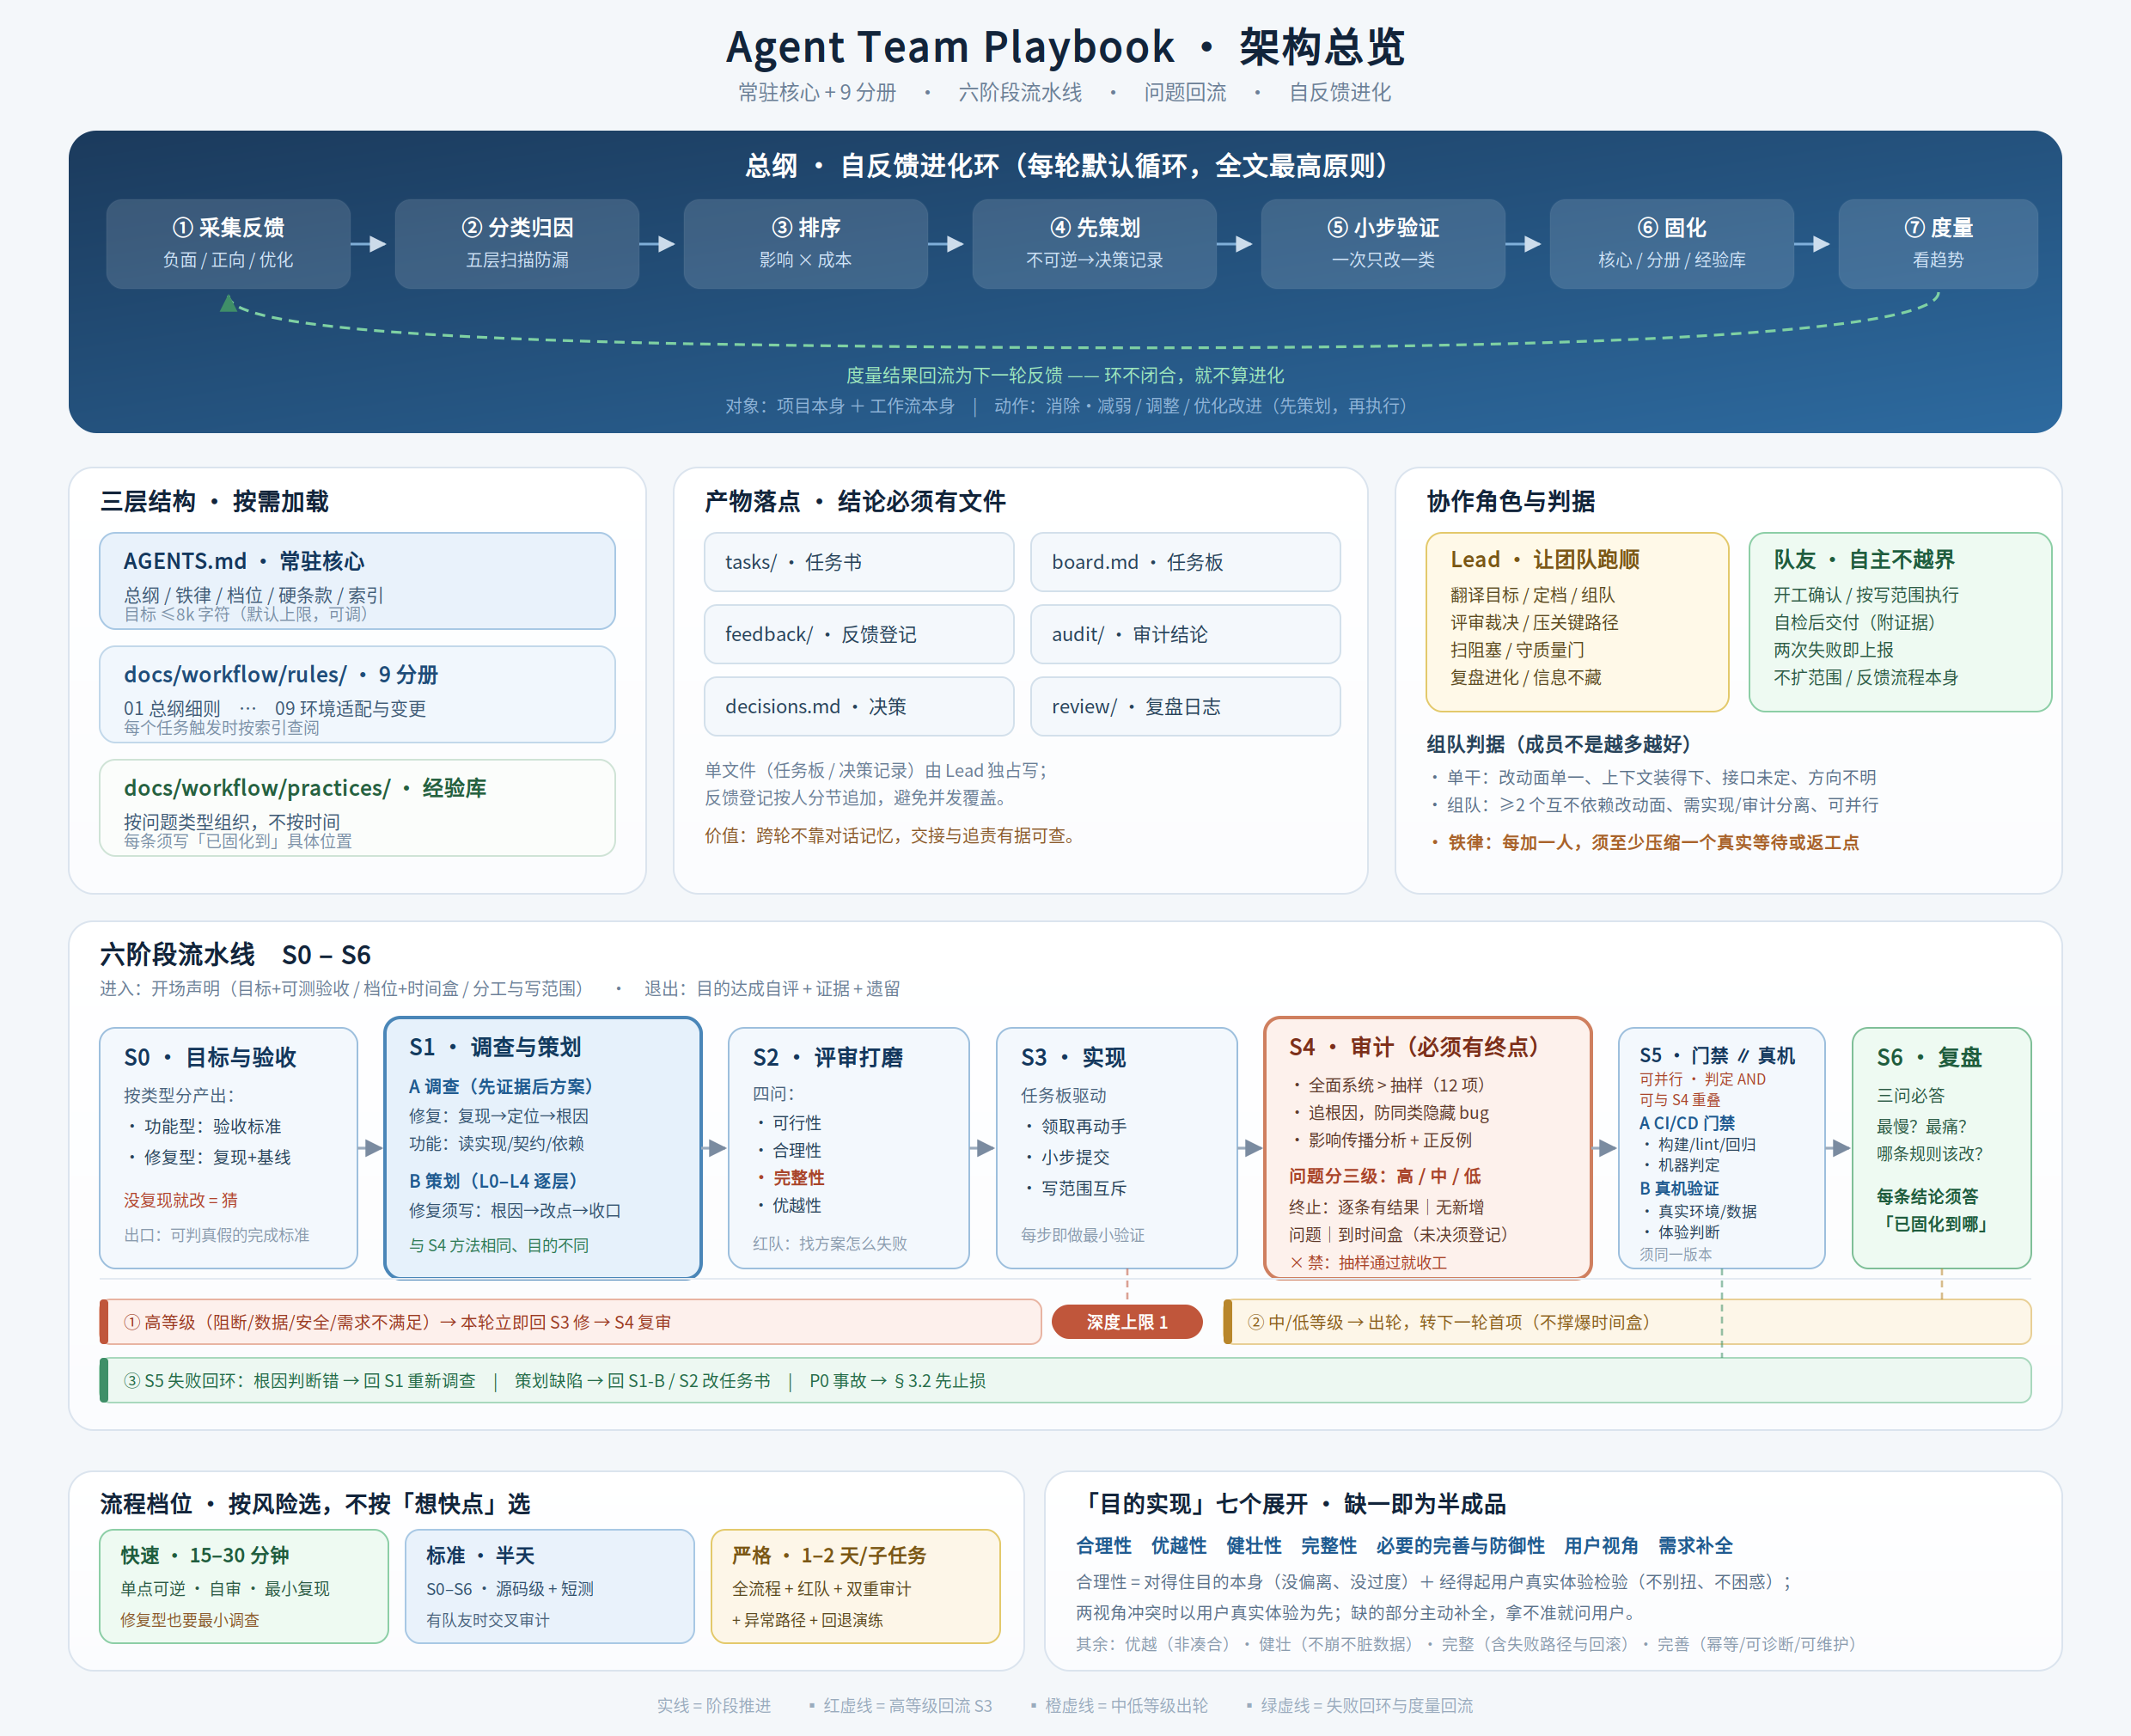 Agent Team Playbook · 架构总览
常驻核心 + 9 分册 · 六阶段流水线 · 问题回流 · 自反馈进化
总纲 · 自反馈进化环（每轮默认循环，全文最高原则）
① 采集反馈
负面 / 正向 / 优化
② 分类归因
五层扫描防漏
③ 排序
影响 × 成本
④ 先策划
不可逆→决策记录
⑤ 小步验证
一次只改一类
⑥ 固化
核心 / 分册 / 经验库
⑦ 度量
看趋势
度量结果回流为下一轮反馈 —— 环不闭合，就不算进化
对象：项目本身 ＋ 工作流本身 | 动作：消除·减弱 / 调整 / 优化改进（先策划，再执行）
三层结构 · 按需加载
AGENTS.md · 常驻核心
总纲 / 铁律 / 档位 / 硬条款 / 索引
目标 ≤8k 字符（默认上限，可调）
docs/workflow/rules/ · 9 分册
01 总纲细则 … 09 环境适配与变更
每个任务触发时按索引查阅
docs/workflow/practices/ · 经验库
按问题类型组织，不按时间
每条须写「已固化到」具体位置
产物落点 · 结论必须有文件
tasks/ · 任务书
board.md · 任务板
feedback/ · 反馈登记
audit/ · 审计结论
decisions.md · 决策
review/ · 复盘日志
单文件（任务板 / 决策记录）由 Lead 独占写；
反馈登记按人分节追加，避免并发覆盖。
价值：跨轮不靠对话记忆，交接与追责有据可查。
协作角色与判据
Lead · 让团队跑顺
翻译目标 / 定档 / 组队
评审裁决 / 压关键路径
扫阻塞 / 守质量门
复盘进化 / 信息不藏
队友 · 自主不越界
开工确认 / 按写范围执行
自检后交付（附证据）
两次失败即上报
不扩范围 / 反馈流程本身
组队判据（成员不是越多越好）
· 单干：改动面单一、上下文装得下、接口未定、方向不明
· 组队：≥2 个互不依赖改动面、需实现/审计分离、可并行
· 铁律：每加一人，须至少压缩一个真实等待或返工点
六阶段流水线 S0 – S6
进入：开场声明（目标+可测验收 / 档位+时间盒 / 分工与写范围） · 退出：目的达成自评 + 证据 + 遗留
S0 · 目标与验收
按类型分产出：
· 功能型：验收标准
· 修复型：复现+基线
没复现就改 = 猜
出口：可判真假的完成标准
S1 · 调查与策划
A 调查（先证据后方案）
修复：复现→定位→根因
功能：读实现/契约/依赖
B 策划（L0–L4 逐层）
修复须写：根因→改点→收口
与 S4 方法相同、目的不同
S2 · 评审打磨
四问：
· 可行性
· 合理性
· 完整性
· 优越性
红队：找方案怎么失败
S3 · 实现
任务板驱动
· 领取再动手
· 小步提交
· 写范围互斥
每步即做最小验证
S4 · 审计（必须有终点）
· 全面系统 > 抽样（12 项）
· 追根因，防同类隐藏 bug
· 影响传播分析 + 正反例
问题分三级：高 / 中 / 低
终止：逐条有结果｜无新增
问题｜到时间盒（未决须登记）
× 禁：抽样通过就收工
S5 · 门禁 ∥ 真机
可并行 · 判定 AND
可与 S4 重叠
A CI/CD 门禁
· 构建/lint/回归
· 机器判定
B 真机验证
· 真实环境/数据
· 体验判断
须同一版本
S6 · 复盘
三问必答
最慢？最痛？
哪条规则该改？
每条结论须答
「已固化到哪」
① 高等级（阻断/数据/安全/需求不满足）→ 本轮立即回 S3 修 → S4 复审
深度上限 1
② 中/低等级 → 出轮，转下一轮首项（不撑爆时间盒）
③ S5 失败回环：根因判断错 → 回 S1 重新调查 | 策划缺陷 → 回 S1-B / S2 改任务书 | P0 事故 → § 3.2 先止损
流程档位 · 按风险选，不按「想快点」选
快速 · 15–30 分钟
单点可逆 · 自审 · 最小复现
修复型也要最小调查
标准 · 半天
S0–S6 · 源码级 + 短测
有队友时交叉审计
严格 · 1–2 天/子任务
全流程 + 红队 + 双重审计
+ 异常路径 + 回退演练
「目的实现」七个展开 · 缺一即为半成品
合理性 优越性 健壮性 完整性 必要的完善与防御性 用户视角 需求补全
合理性 = 对得住目的本身（没偏离、没过度）＋ 经得起用户真实体验检验（不别扭、不困惑）；
两视角冲突时以用户真实体验为先；缺的部分主动补全，拿不准就问用户。
其余：优越（非凑合）· 健壮（不崩不脏数据）· 完整（含失败路径与回滚）· 完善（幂等/可诊断/可维护）
实线 = 阶段推进 ▪ 红虚线 = 高等级回流 S3 ▪ 橙虚线 = 中低等级出轮 ▪ 绿虚线 = 失败回环与度量回流